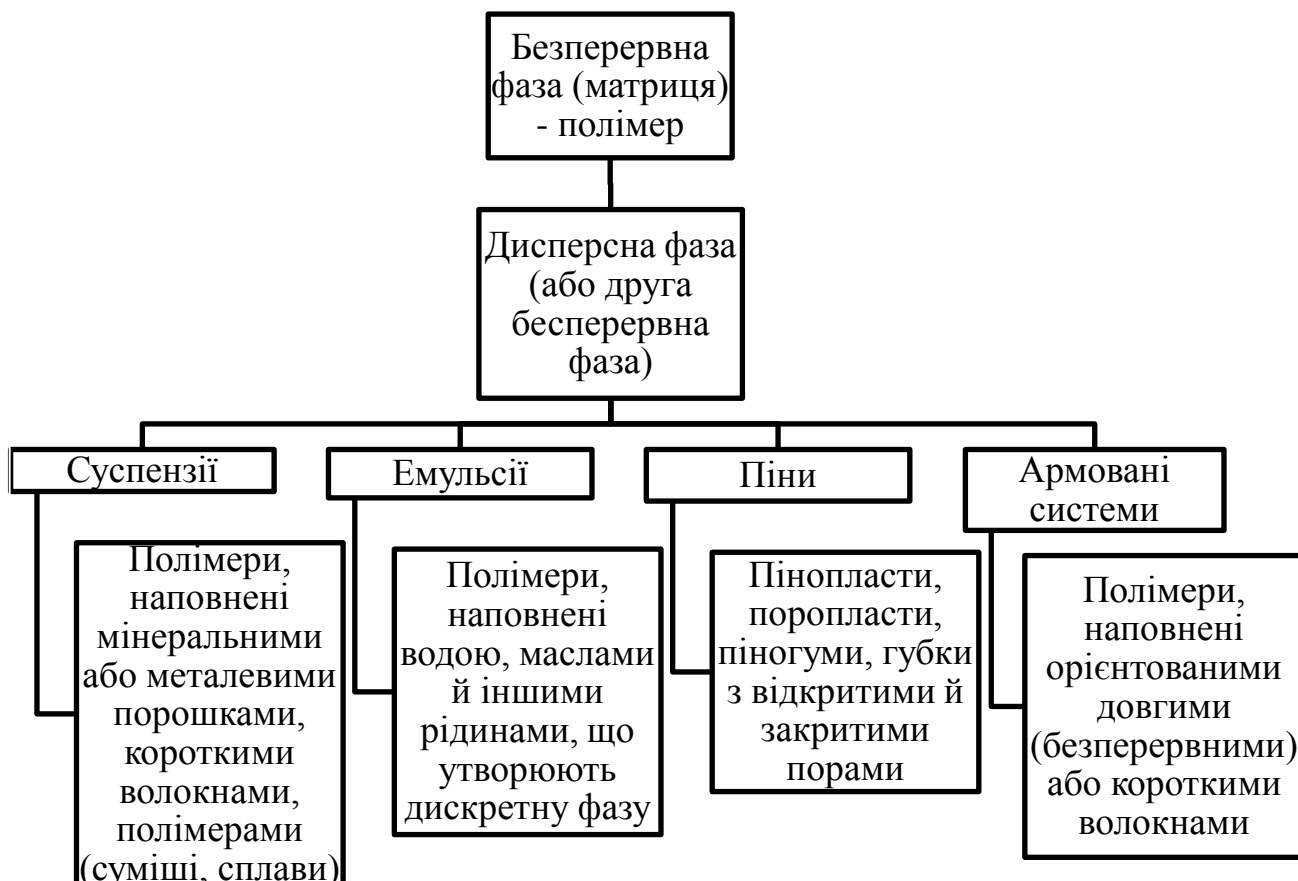 Безперервна
фаза (матриця)
- полімер
Дисперсна фаза
(або друга
бесперервна
фаза)
Суспензії
Емульсії
Піни
Армовані
системи
Полімери,
наповнені
мінеральними
або металевими
порошками,
короткими
волокнами,
полімерами
(суміші, сплави)
Полімери,
наповнені
водою, маслами
й іншими
рідинами, що
утворюють
дискретну фазу
Пінопласти,
поропласти,
піногуми, губки
з відкритими й
закритими
порами
Полімери,
наповнені
орієнтованими
довгими
(безперервними)
або короткими
волокнами